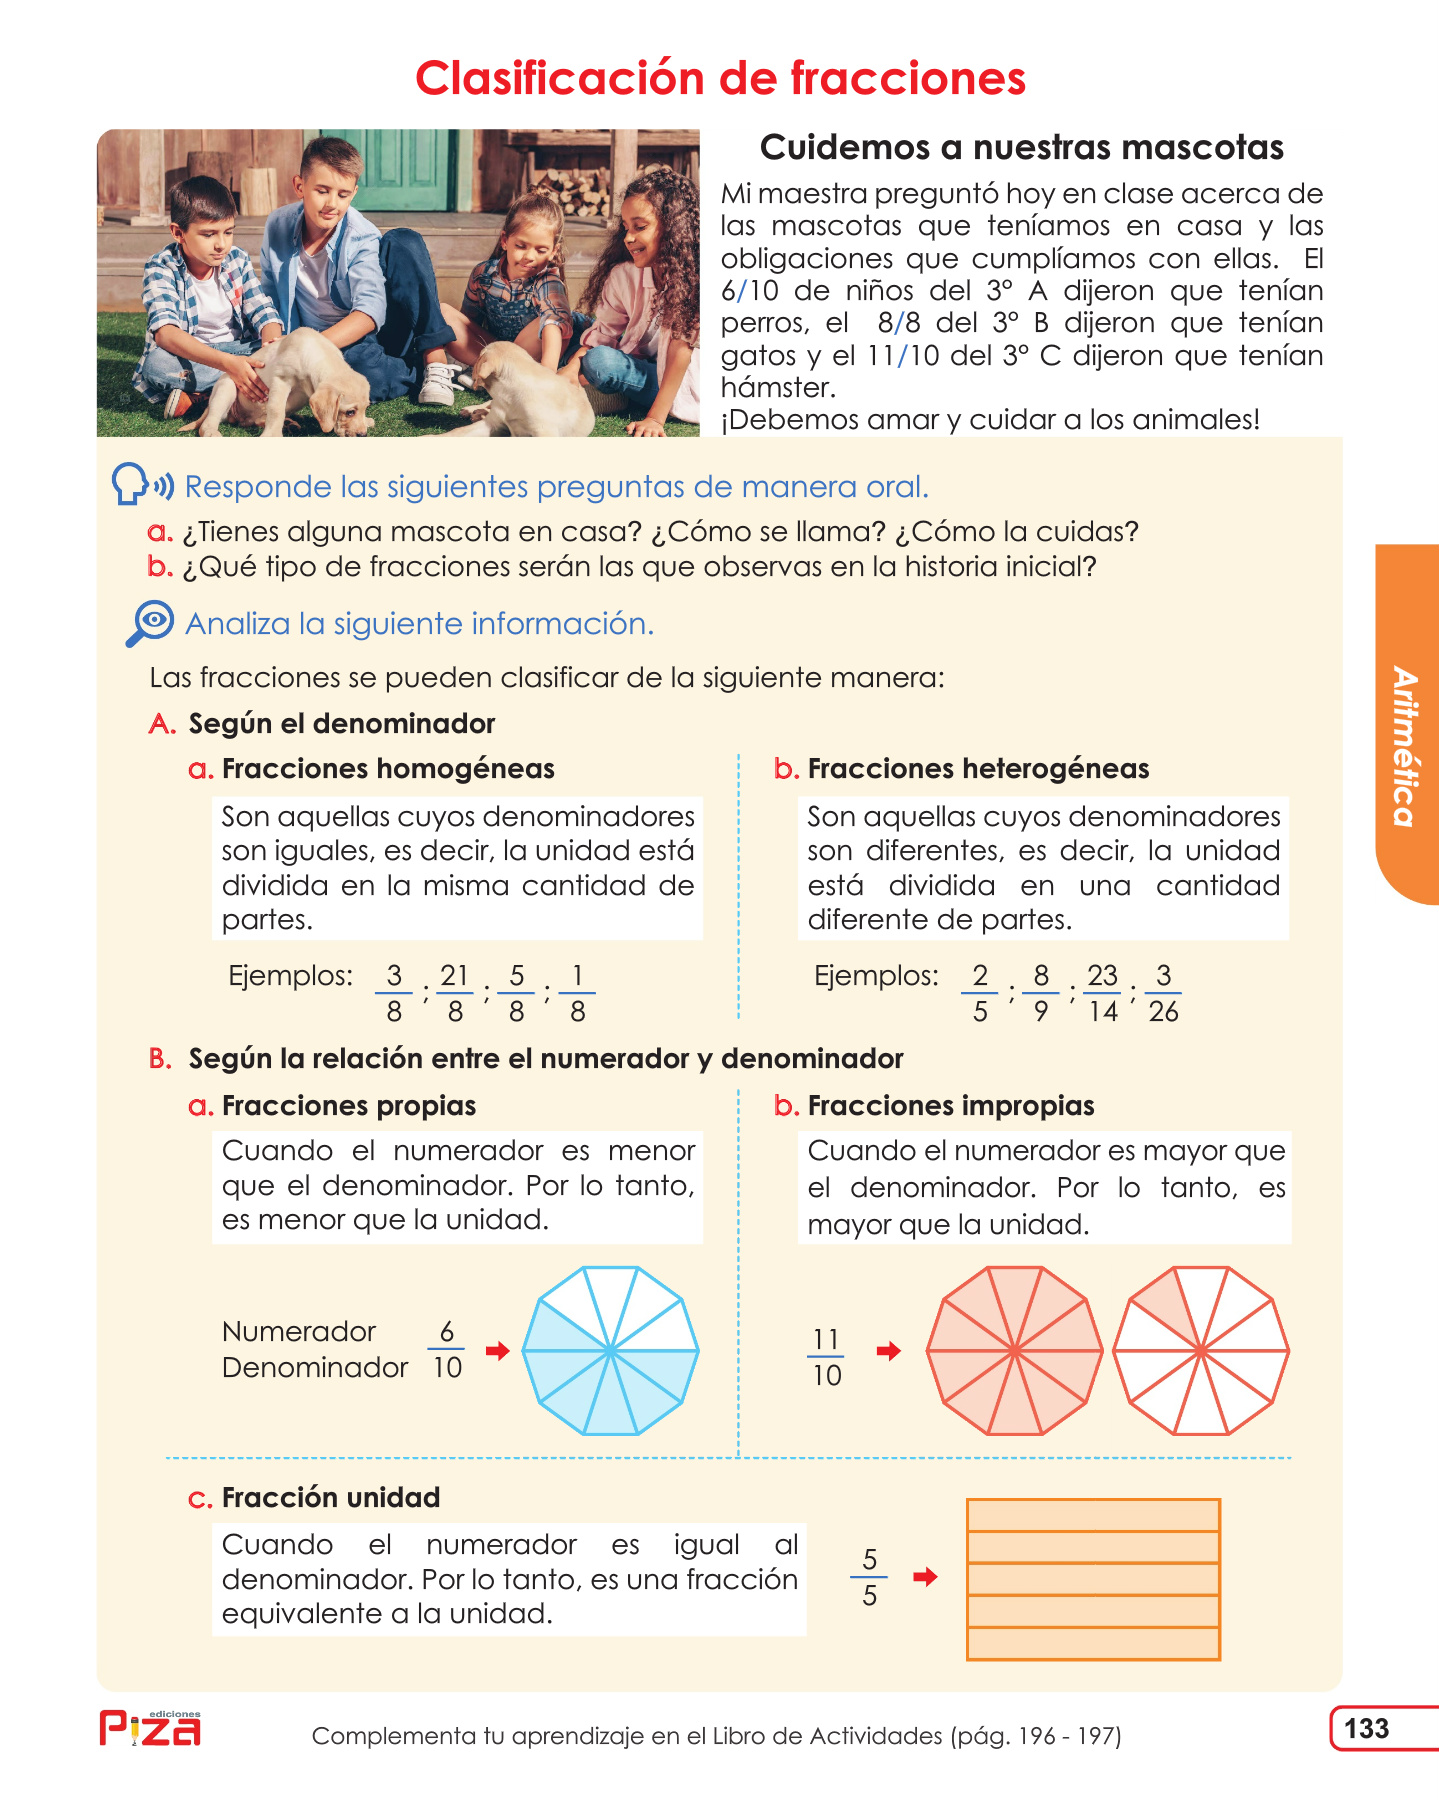 Clasificación de fracciones
Cuidemos a nuestras mascotas
Mi maestra preguntó hoy en clase acerca de
las mascotas que teníamos en casa y las
obligaciones que cumplíamos con ellas. El
6/10 de niños del 3° A dijeron que tenían
perros, el 8/8 del 3° B dijeron que tenían
gatos y el 11/10 del 3° C dijeron que tenían
hámster.
¡Debemos amar y cuidar a los animales!
Responde las siguientes preguntas de manera oral.
a. ¿Tienes alguna mascota en casa? ¿Cómo se llama? ¿Cómo la cuidas?
b. ¿Qué tipo de fracciones serán las que observas en la historia inicial?
Analiza la siguiente información.
Las fracciones se pueden clasificar de la siguiente manera:
A. Según el denominador
a. Fracciones homogéneas
Son aquellas cuyos denominadores
son iguales, es decir, la unidad está
dividida en la misma cantidad de
partes.
Ejemplos: 3/8 ; 21/8 ; 5/8 ; 1/8
b. Fracciones heterogéneas
Son aquellas cuyos denominadores
son diferentes, es decir, la unidad
está dividida en una cantidad
diferente de partes.
Ejemplos: 2/5 ; 8/9 ; 23/14 ; 3/26
B. Según la relación entre el numerador y denominador
a. Fracciones propias
Cuando el numerador es menor
que el denominador. Por lo tanto,
es menor que la unidad.
Numerador 6
Denominador 10
b. Fracciones impropias
Cuando el numerador es mayor que
el denominador. Por lo tanto, es
mayor que la unidad.
11
10
c. Fracción unidad
Cuando el numerador es igual al
denominador. Por lo tanto, es una fracción
equivalente a la unidad.
5
5
Aritmética
ediciones
Piza
Complementa tu aprendizaje en el Libro de Actividades (pág. 196 - 197)
133